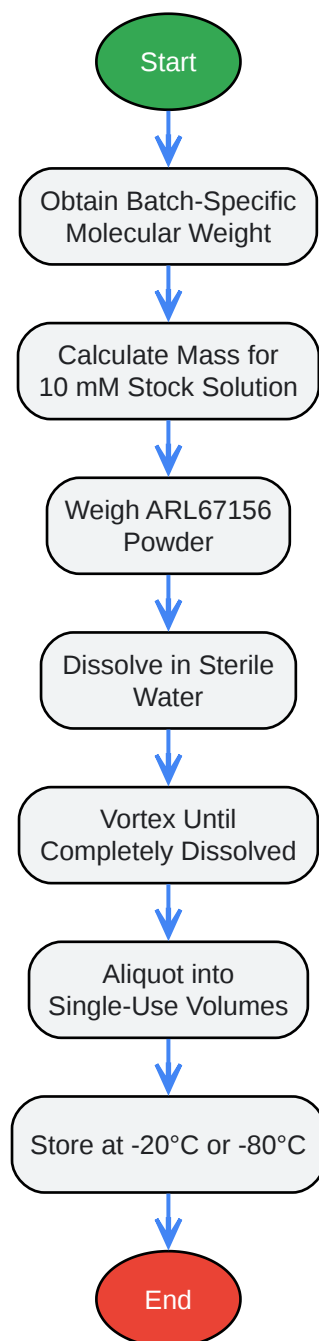 Start
Obtain Batch-Specific
Molecular Weight
Calculate Mass for
10 mM Stock Solution
Weigh ARL67156
Powder
Dissolve in Sterile
Water
Vortex Until
Completely Dissolved
Aliquot into
Single-Use Volumes
Store at -20°C or -80°C
End